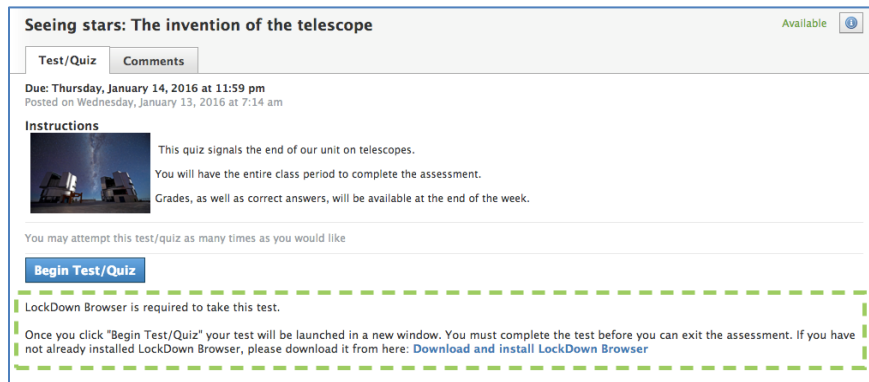 Seeing stars: The invention of the telescope
Available
Test/Quiz
Comments
Due: Thursday, January 14, 2016 at 11:59 pm
Posted on Wednesday, January 13, 2016 at 7:14 am
Instructions
This quiz signals the end of our unit on telescopes.
You will have the entire class period to complete the assessment.
Grades, as well as correct answers, will be available at the end of the week.
You may attempt this test/quiz as many times as you would like
Begin Test/Quiz
LockDown Browser is required to take this test.
Once you click "Begin Test/Quiz" your test will be launched in a new window. You must complete the test before you can exit the assessment. If you have
not already installed LockDown Browser, please download it from here: Download and install LockDown Browser